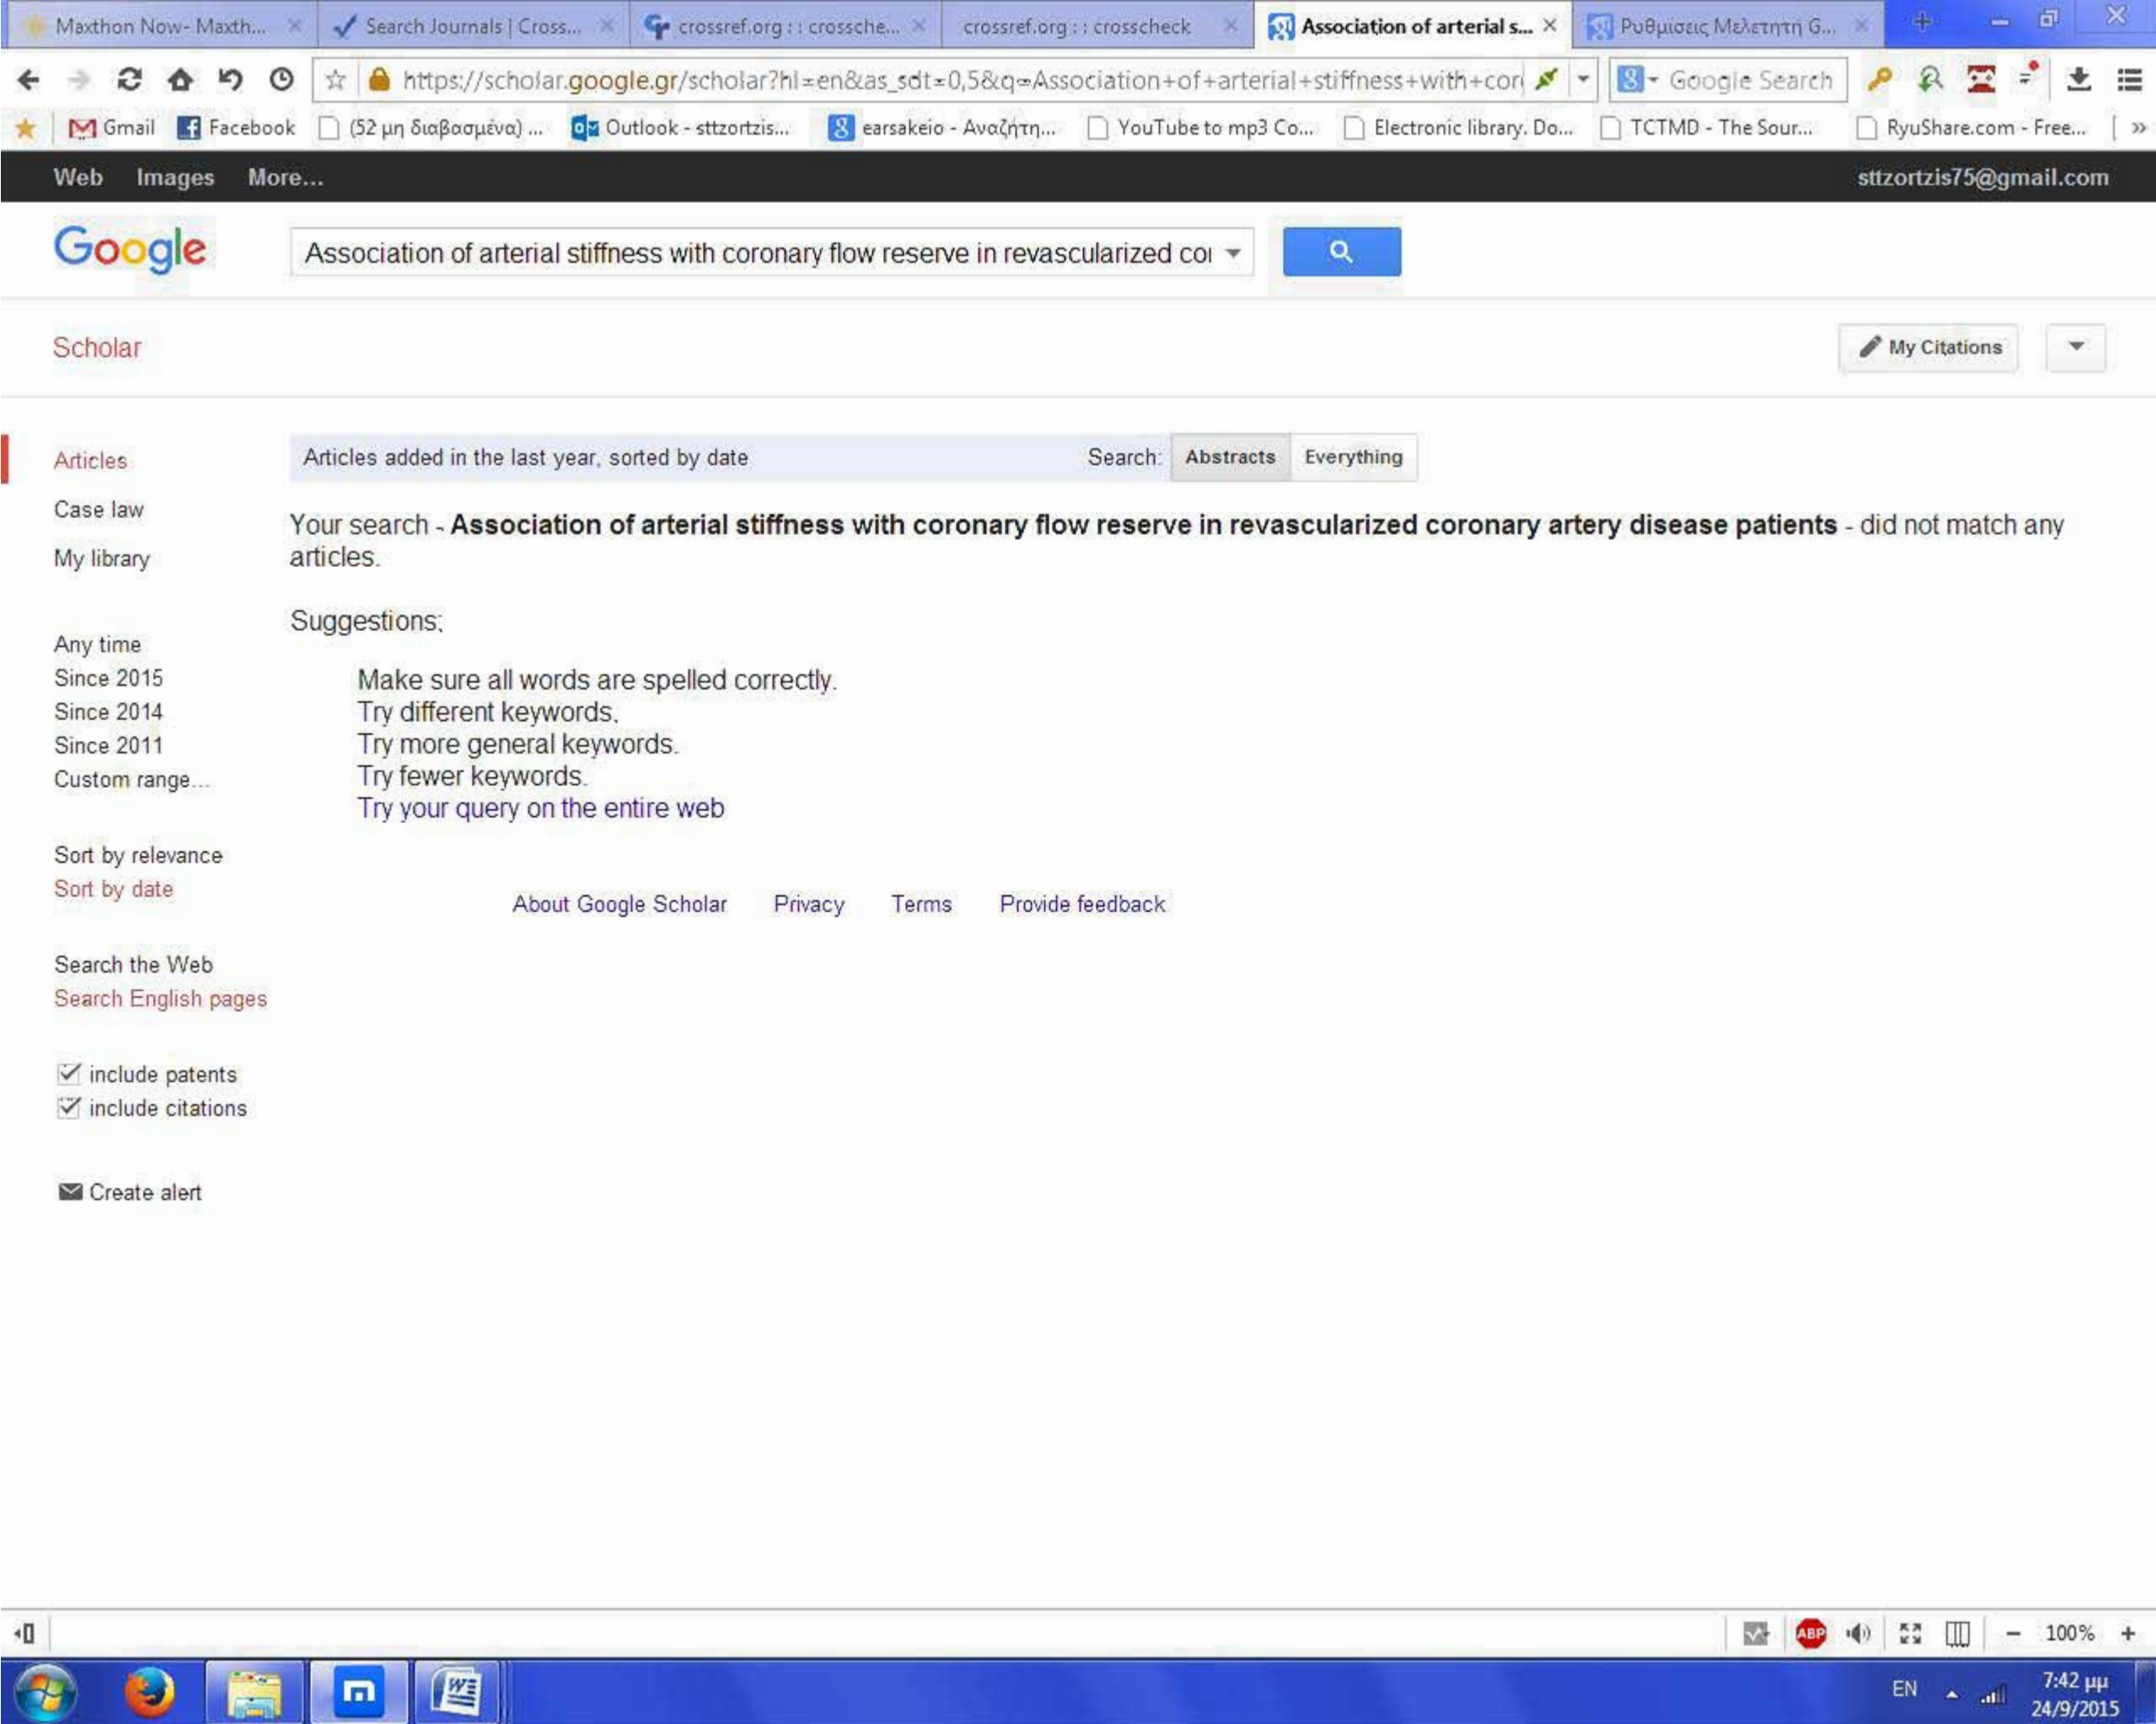 Maxthon Now- Maxth... Search Journals | Cross... crossref.org :: crossche... crossref.org :: crosscheck Association of arterial s... Ρυθμίσεις Μελετητή G...
https://scholar.google.gr/scholar?hl=en&as_sdt=0,5&q=Association+of+arterial+stiffness+with+cor Google Search
Gmail Facebook (52 μη διαβασμένα) ... Outlook - sttzortzis... earsakeio - Αναζήτη... YouTube to mp3 Co... Electronic library. Do... TCTMD - The Sour... RyuShare.com - Free...
Web Images More... sttzortzis75@gmail.com
Google Association of arterial stiffness with coronary flow reserve in revascularized cor
Scholar My Citations
Articles Articles added in the last year, sorted by date Search: Abstracts Everything
Case law
My library
Your search - Association of arterial stiffness with coronary flow reserve in revascularized coronary artery disease patients - did not match any
articles.
Suggestions:
Make sure all words are spelled correctly.
Try different keywords.
Try more general keywords.
Try fewer keywords.
Try your query on the entire web
Any time
Since 2015
Since 2014
Since 2011
Custom range...
Sort by relevance
Sort by date
About Google Scholar Privacy Terms Provide feedback
Search the Web
Search English pages
include patents
include citations
Create alert
ABP 100%
EN 7:42 μμ
24/9/2015